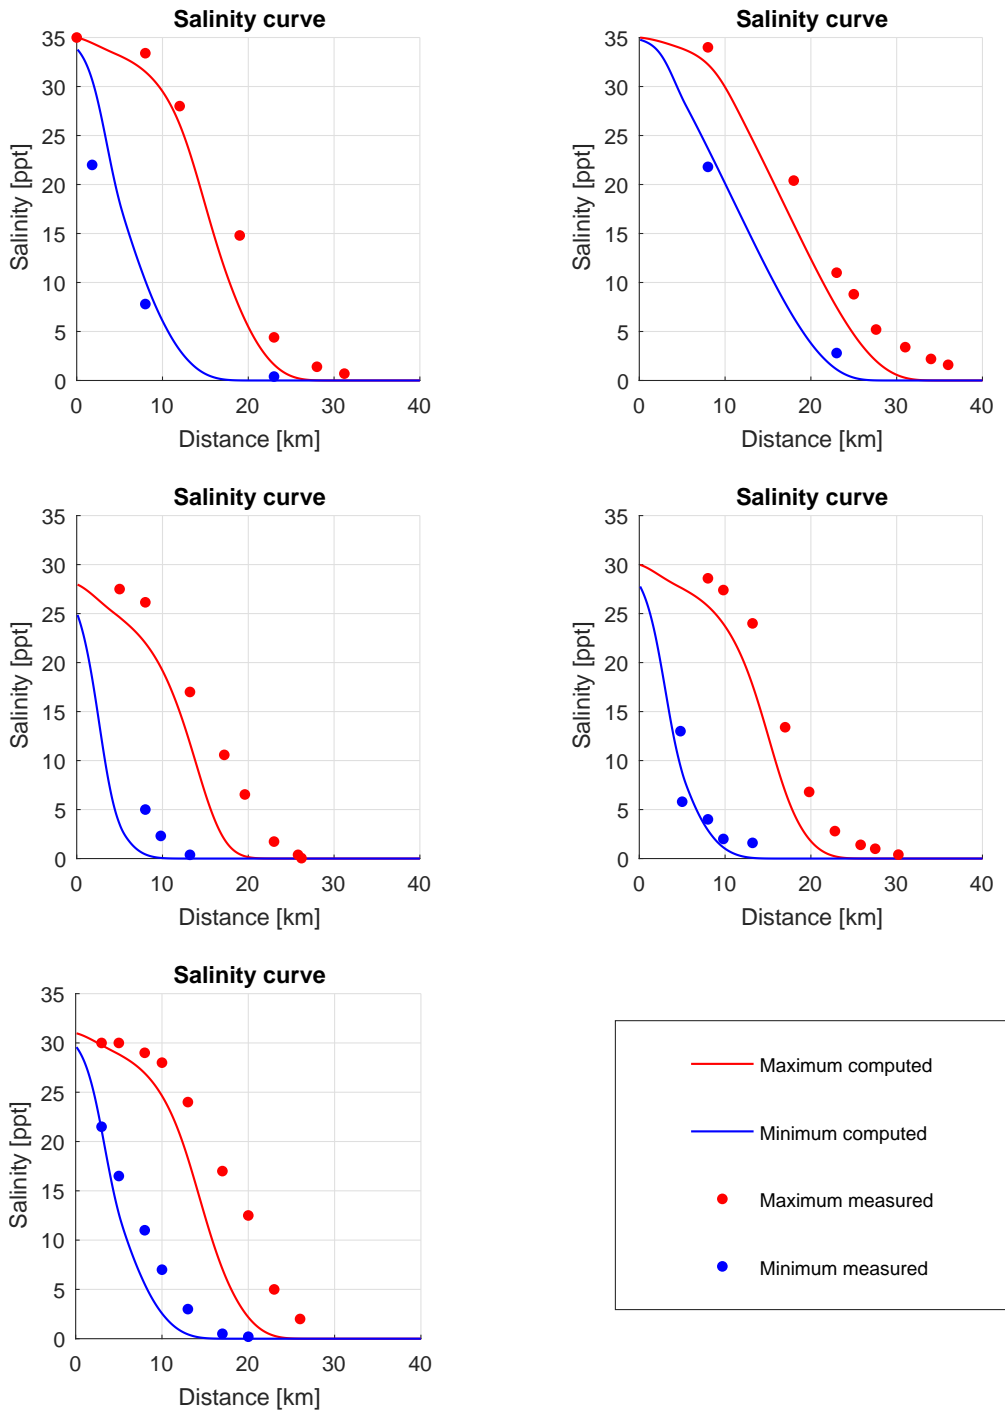 Salinity curve
35
30
25
20
15
10
5
0
Salinity [ppt]
0 10 20 30 40
Distance [km]
Salinity curve
35
30
25
20
15
10
5
0
Salinity [ppt]
0 10 20 30 40
Distance [km]
Salinity curve
35
30
25
20
15
10
5
0
Salinity [ppt]
0 10 20 30 40
Distance [km]
Salinity curve
35
30
25
20
15
10
5
0
Salinity [ppt]
0 10 20 30 40
Distance [km]
Salinity curve
35
30
25
20
15
10
5
0
Salinity [ppt]
0 10 20 30 40
Distance [km]
Maximum computed
Minimum computed
Maximum measured
Minimum measured